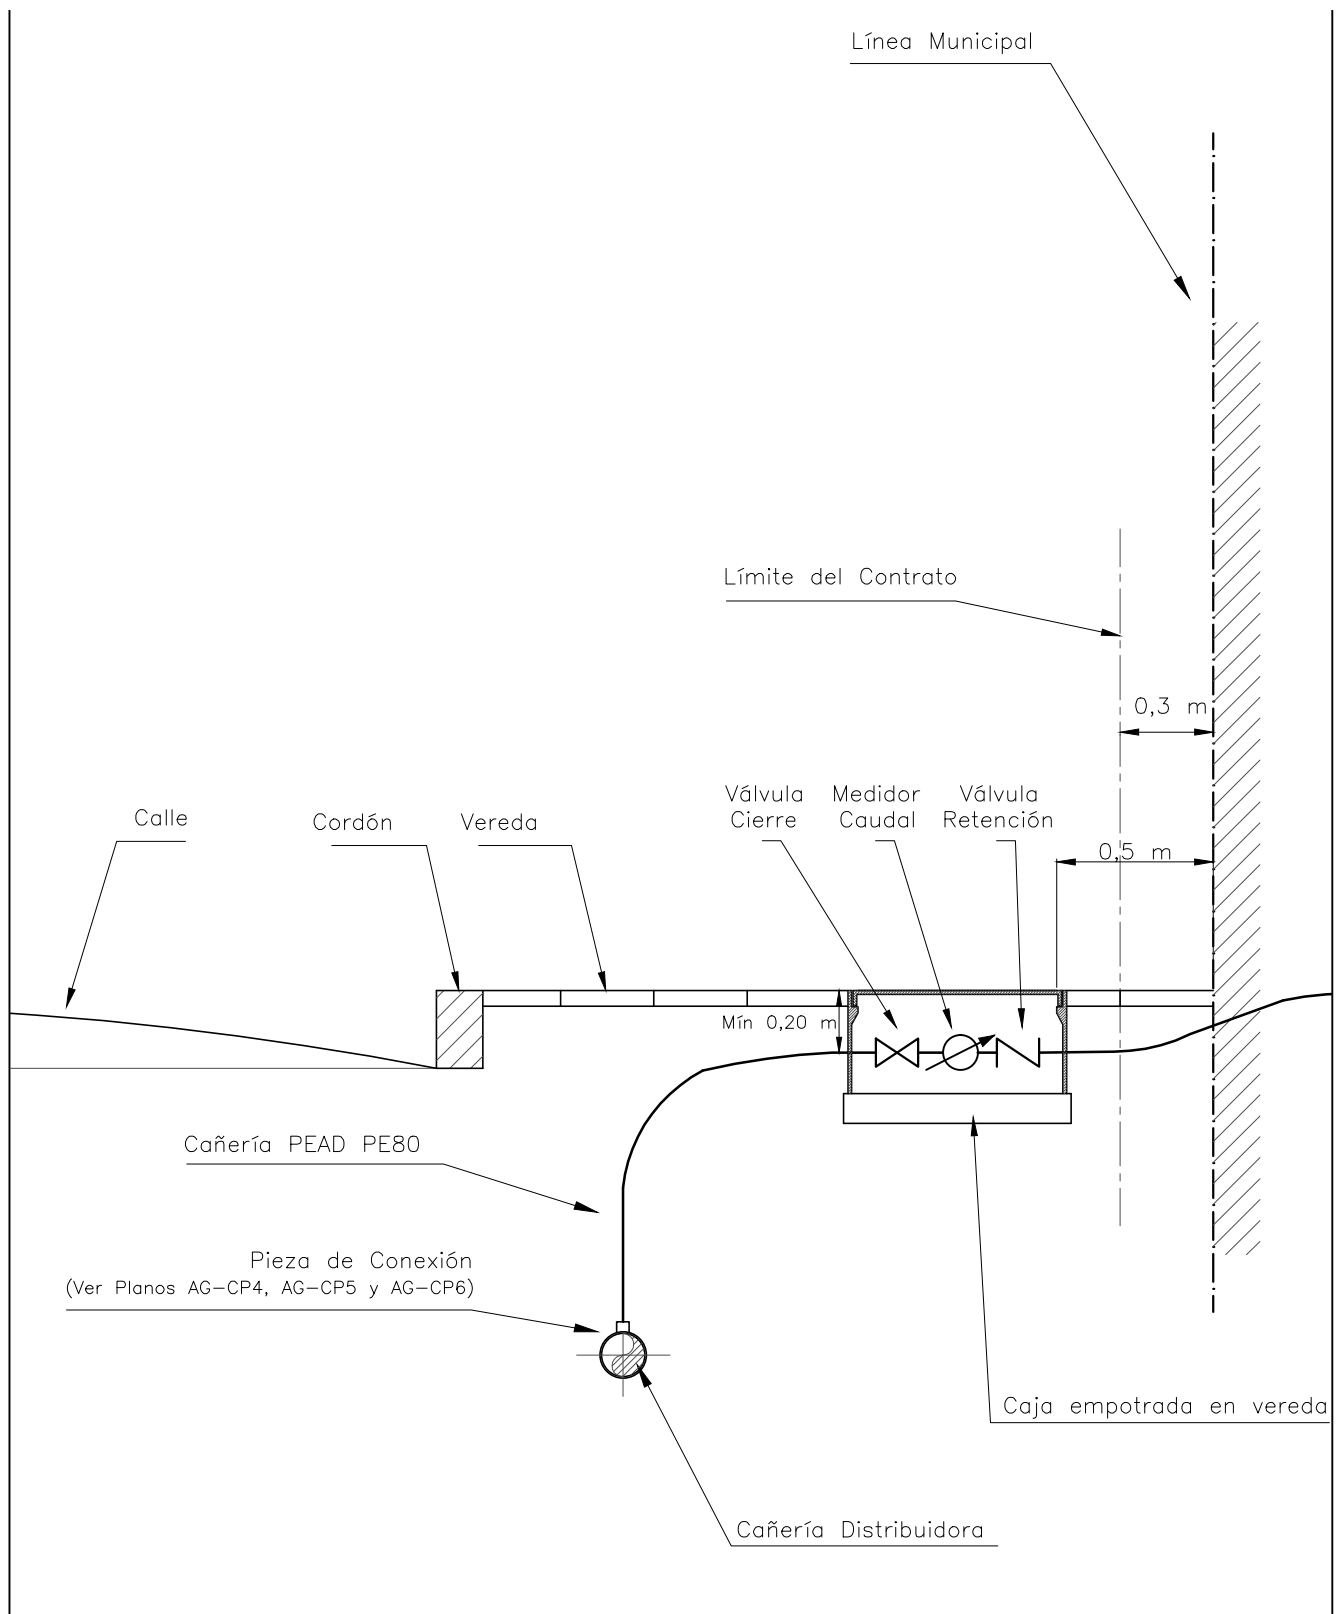 Línea Municipal
Límite del Contrato
0,3 m
Válvula
Cierre
Medidor
Caudal
Válvula
Retención
Calle
Cordón
Vereda
0,5 m
Mín 0,20 m
Cañería PEAD PE80
Pieza de Conexión
(Ver Planos AG-CP4, AG-CP5 y AG-CP6)
Caja empotrada en vereda
Cañería Distribuidora